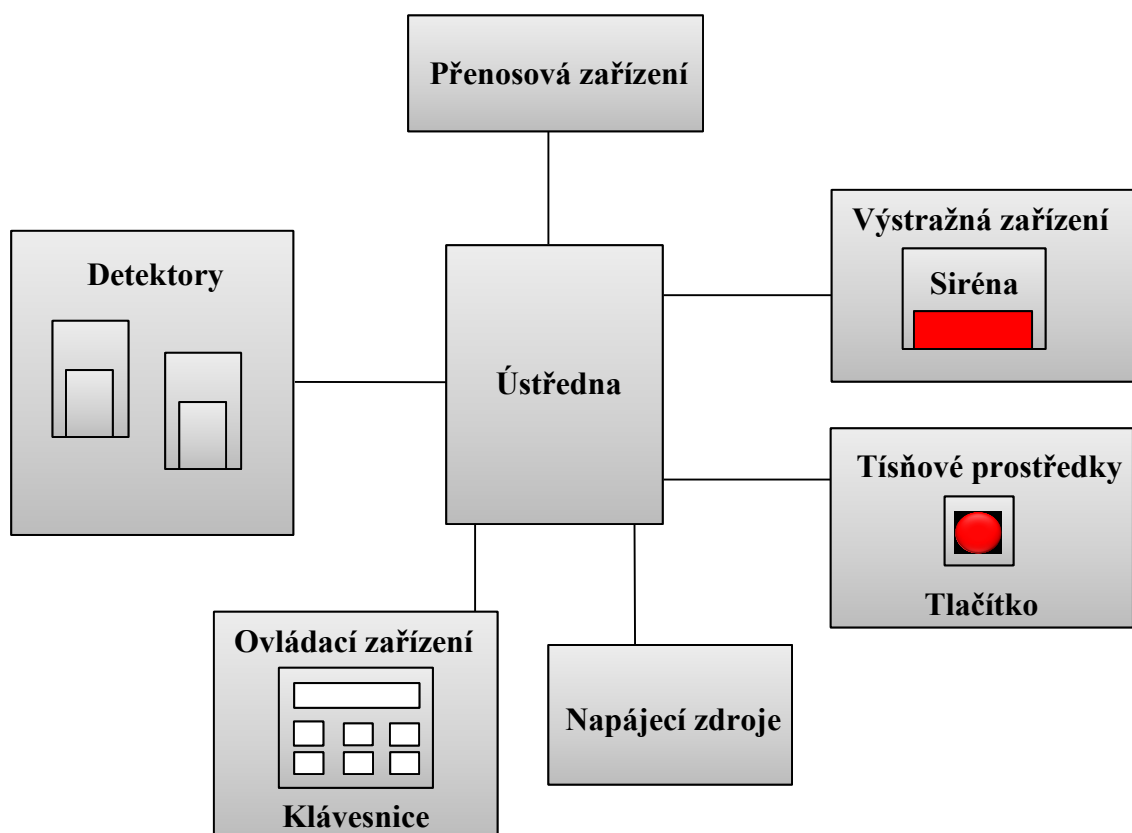 Přenosová zařízení
Výstražná zařízení
Siréna
Detektory
Ústředna
Tísňové prostředky
Tlačítko
Ovládací zařízení
Klávesnice
Napájecí zdroje